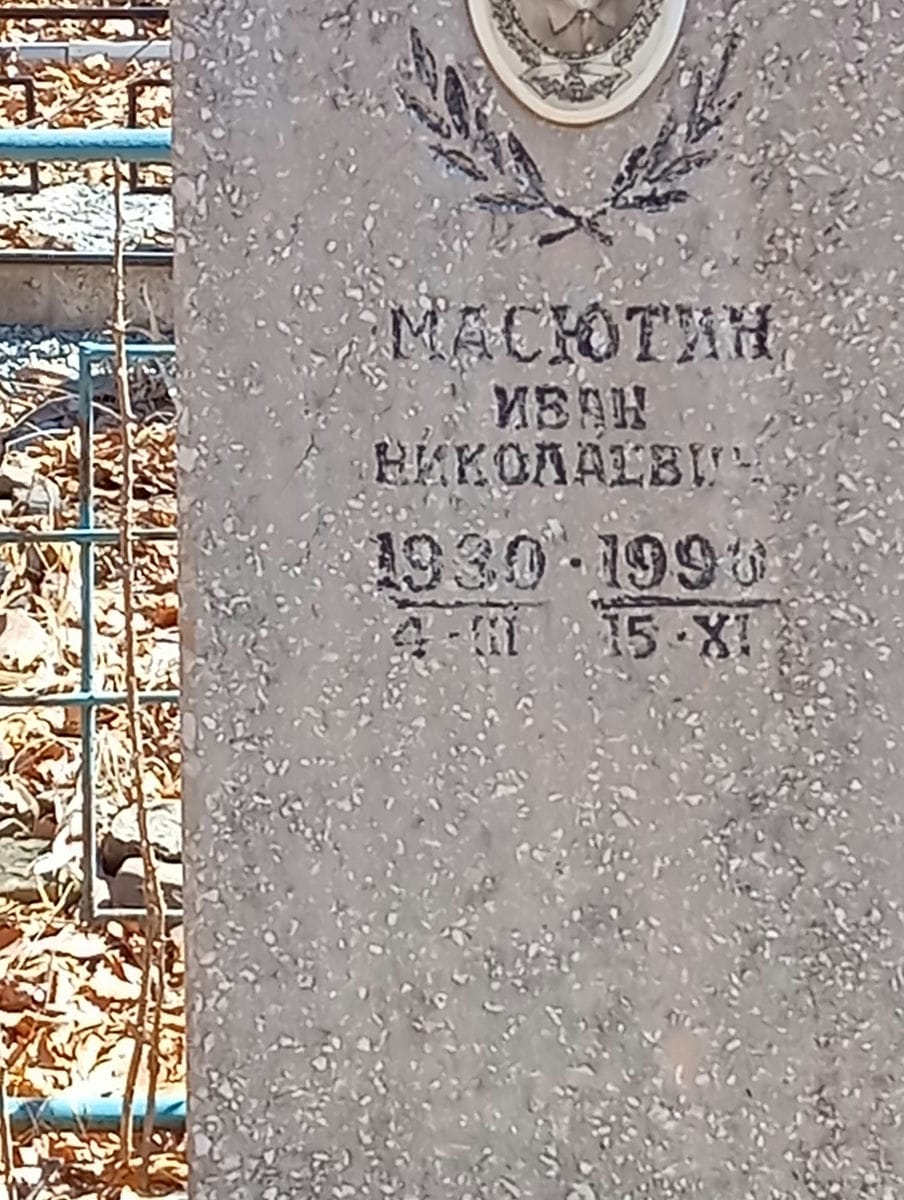 МАСЮТИН
ИВАН
НИКОЛАЕВИЧ
1930 · 1990
4 · III 15 · XI